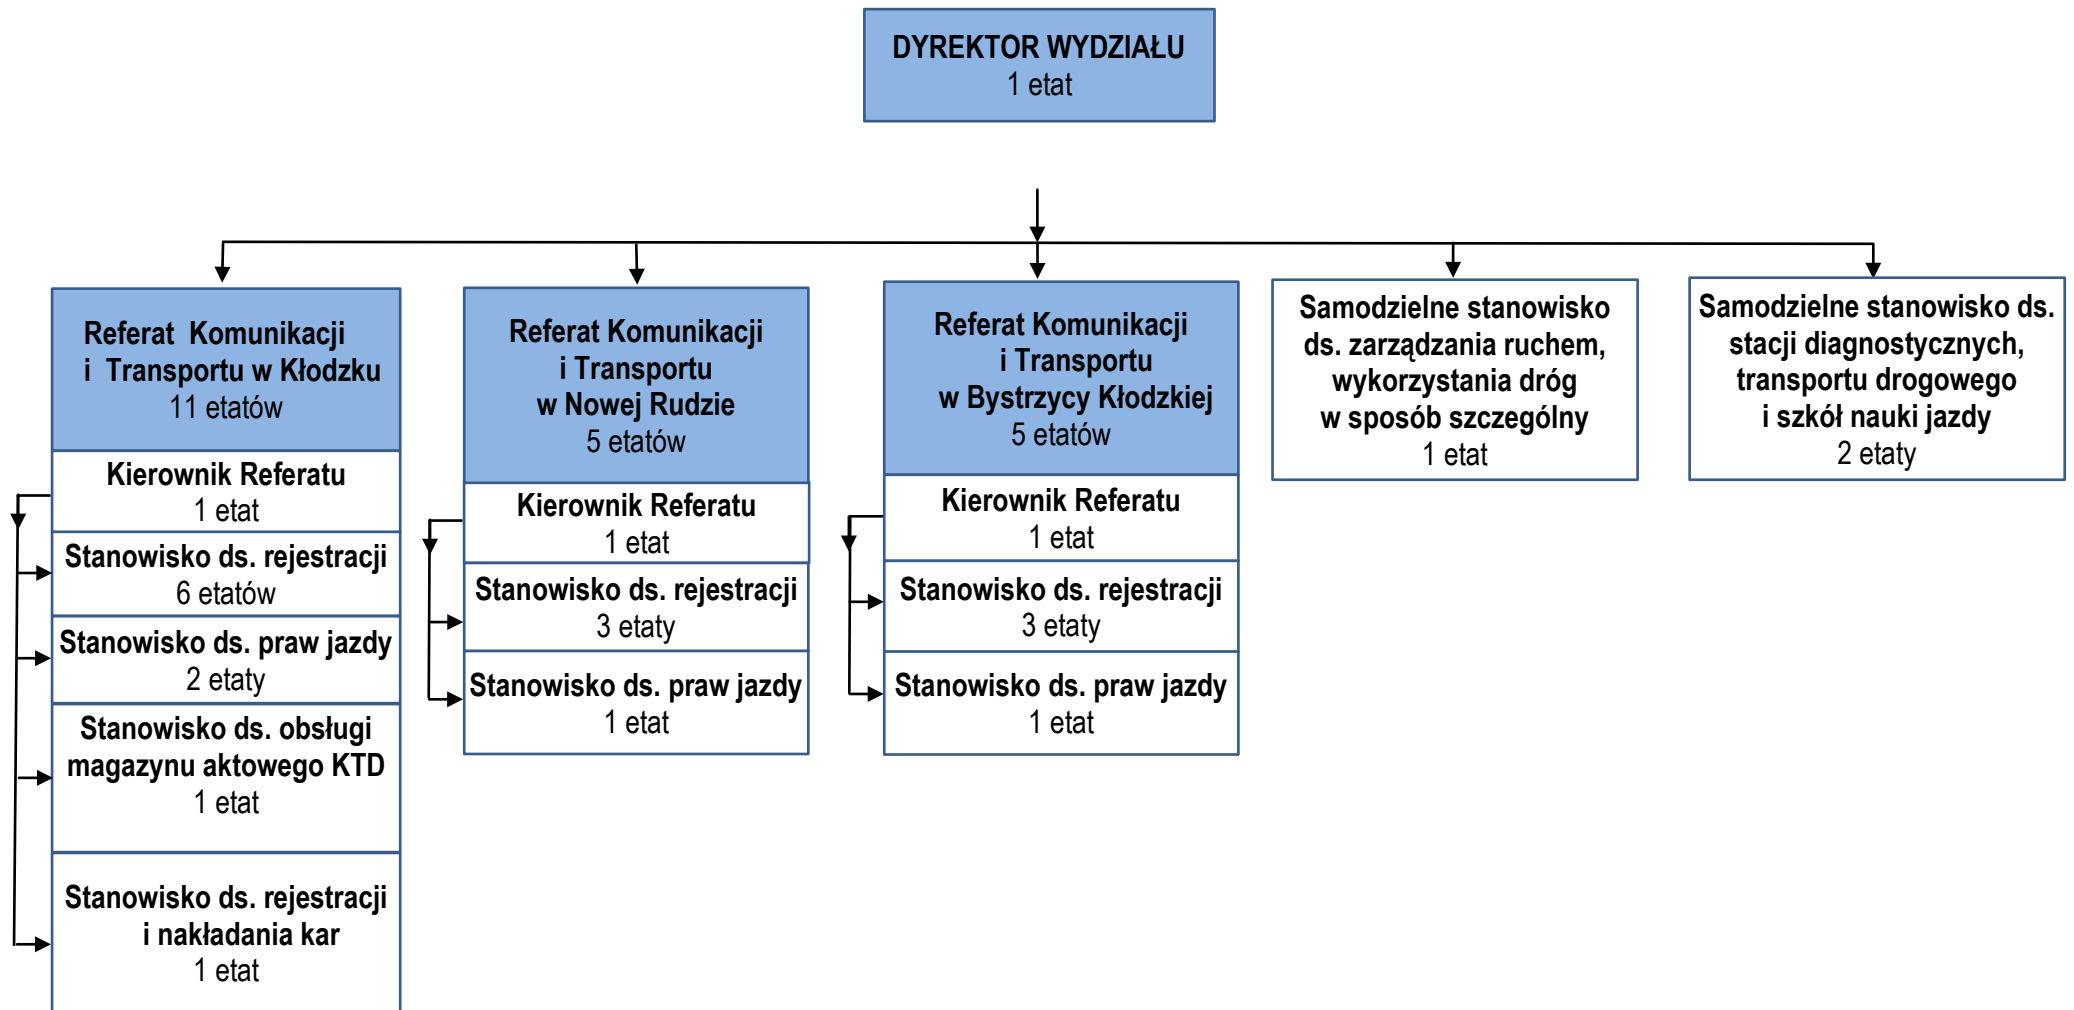 DYREKTOR WYDZIAŁU
1 etat
Referat Komunikacji
i Transportu w Kłodzku
11 etatów
Kierownik Referatu
1 etat
Stanowisko ds. rejestracji
6 etatów
Stanowisko ds. praw jazdy
2 etaty
Stanowisko ds. obsługi
magazynu aktowego KTD
1 etat
Stanowisko ds. rejestracji
i nakładania kar
1 etat
Referat Komunikacji
i Transportu
w Nowej Rudzie
5 etatów
Kierownik Referatu
1 etat
Stanowisko ds. rejestracji
3 etaty
Stanowisko ds. praw jazdy
1 etat
Referat Komunikacji
i Transportu
w Bystrzycy Kłodzkiej
5 etatów
Kierownik Referatu
1 etat
Stanowisko ds. rejestracji
3 etaty
Stanowisko ds. praw jazdy
1 etat
Samodzielne stanowisko
ds. zarządzania ruchem,
wykorzystania dróg
w sposób szczególny
1 etat
Samodzielne stanowisko ds.
stacji diagnostycznych,
transportu drogowego
i szkół nauki jazdy
2 etaty